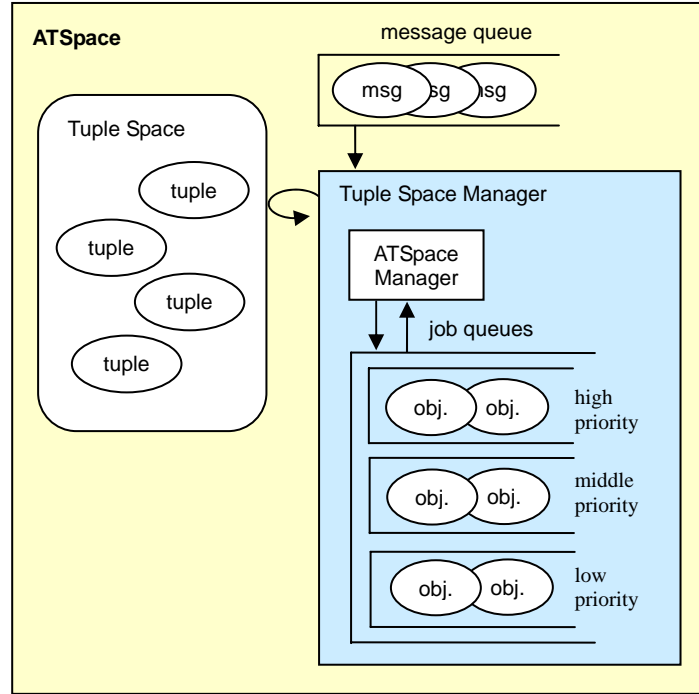 ATSpace
message queue
msg
sg
sg
Tuple Space
tuple
tuple
tuple
tuple
Tuple Space Manager
ATSpace
Manager
job queues
obj. obj.
high
priority
obj. obj.
middle
priority
obj. obj.
low
priority